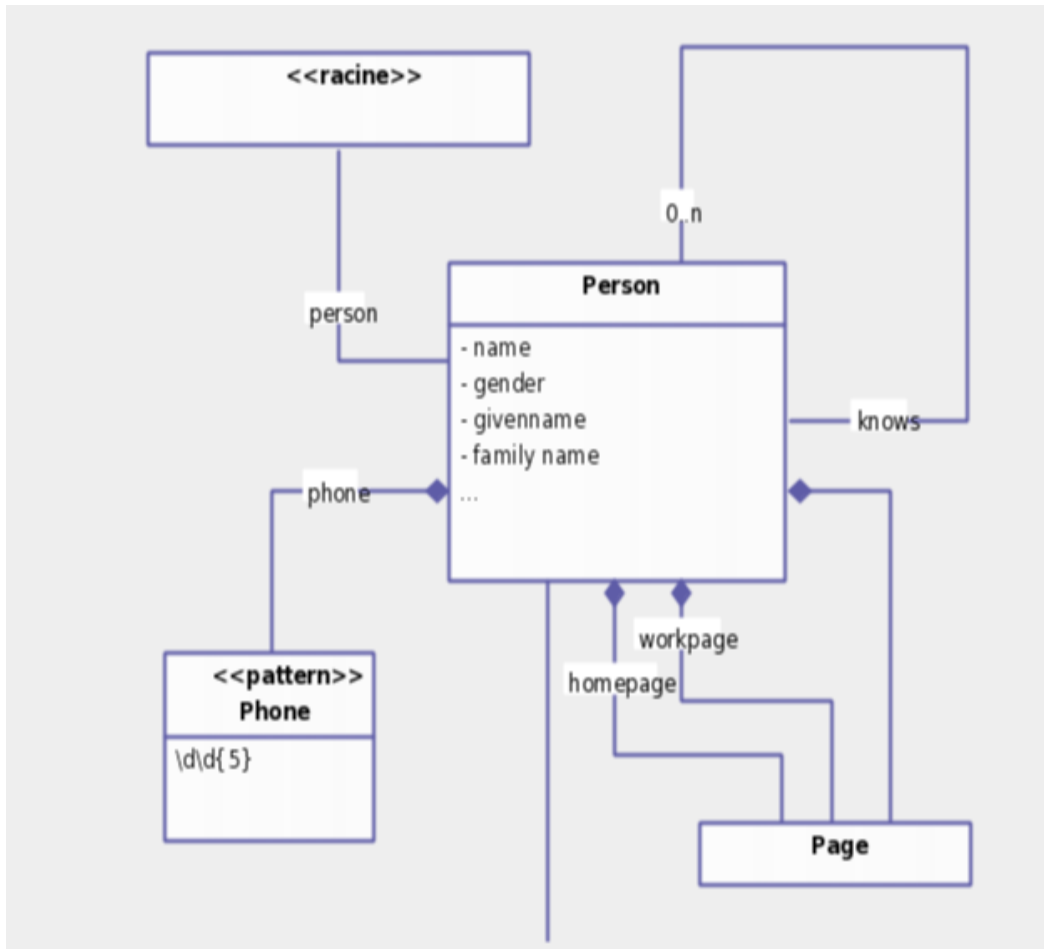 <<racine>>
0..n
person
Person
- name
- gender
- givenname
- family name
...
knows
phone
workpage
homepage
<<pattern>>
Phone
\d\d{5}
Page